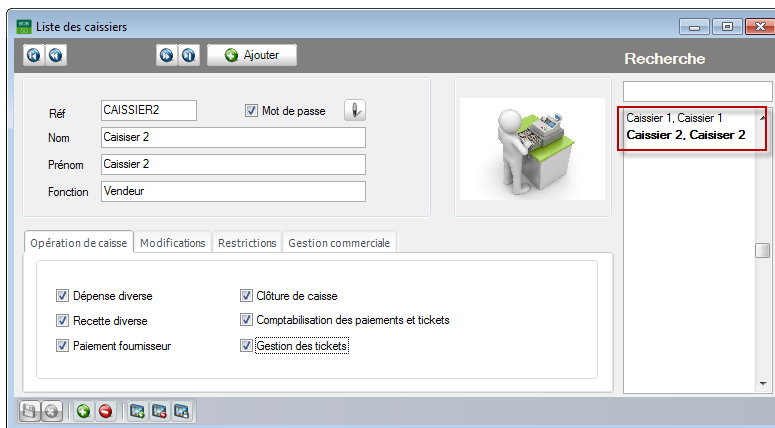 Liste des caissiers
Ajouter
Recherche
Réf CAISSIER2 Mot de passe
Nom Caisiser 2
Prénom Caissier 2
Fonction Vendeur
Caissier 1, Caissier 1
Caissier 2, Caisiser 2
Opération de caisse Modifications Restrictions Gestion commerciale
Dépense diverse Clôture de caisse
Recette diverse Comptabilisation des paiements et tickets
Paiement fournisseur Gestion des tickets